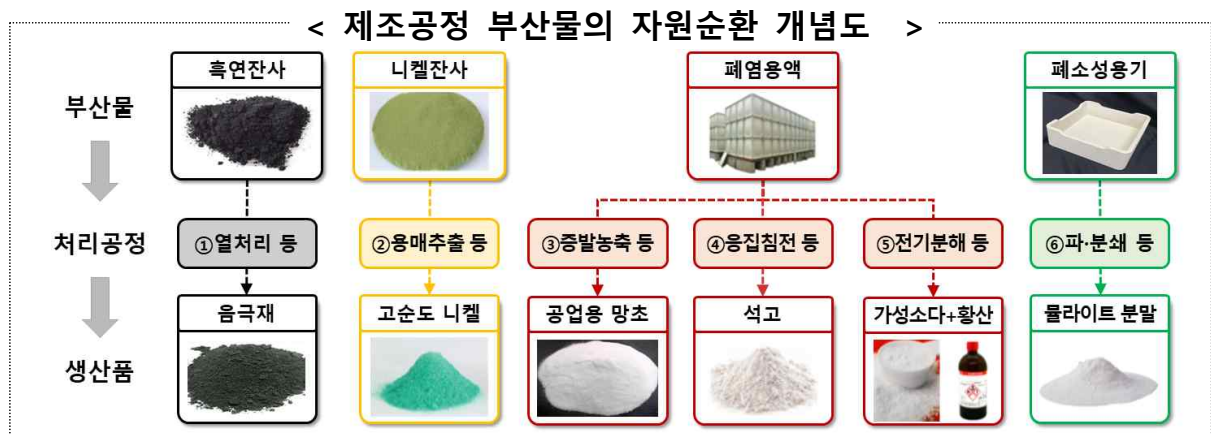 < 제조공정 부산물의 자원순환 개념도 >
부산물
흑연잔사
니켈잔사
폐염용액
폐소성용기
처리공정
①열처리 등
②용매추출 등
③증발농축 등
④응집침전 등
⑤전기분해 등
⑥파·분쇄 등
생산품
음극재
고순도 니켈
공업용 망초
석고
가성소다+황산
뮬라이트 분말